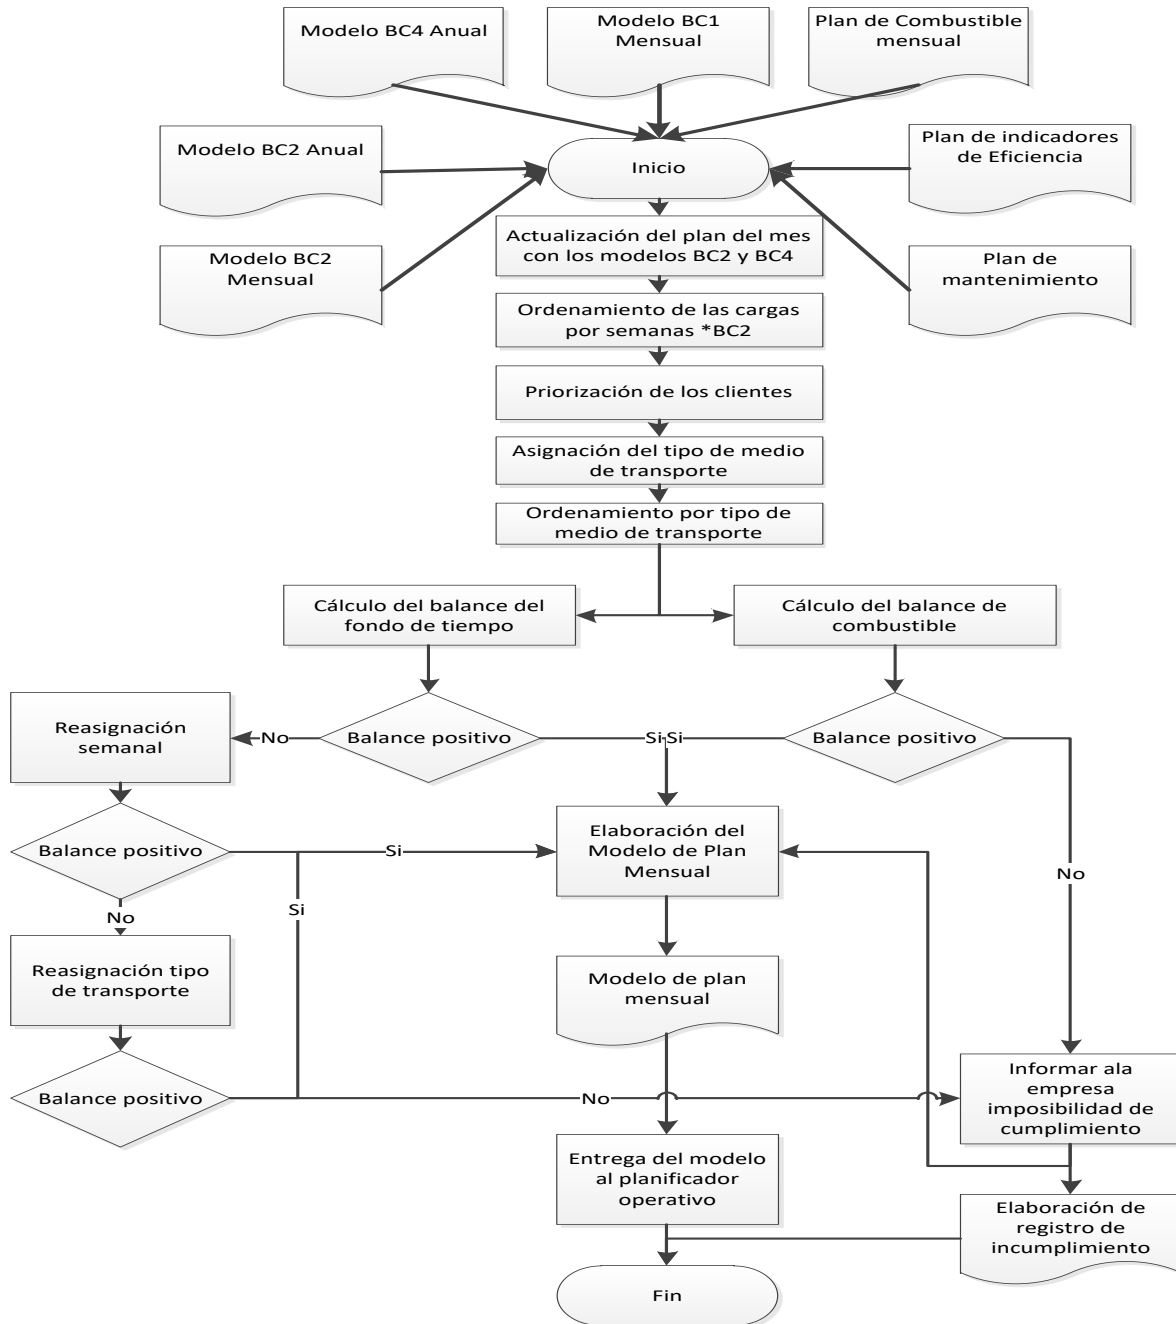 Modelo BC4 Anual
Modelo BC1
Mensual
Plan de Combustible
mensual
Modelo BC2 Anual
Inicio
Plan de indicadores
de Eficiencia
Modelo BC2
Mensual
Actualización del plan del mes
con los modelos BC2 y BC4
Plan de
mantenimiento
Ordenamiento de las cargas
por semanas *BC2
Priorización de los clientes
Asignación del tipo de medio
de transporte
Ordenamiento por tipo de
medio de transporte
Cálculo del balance del
fondo de tiempo
Cálculo del balance de
combustible
Reasignación
semanal
No
Balance positivo
Si
Si
Balance positivo
Balance positivo
Si
Elaboración del
Modelo de Plan
Mensual
No
No
Si
Reasignación tipo
de transporte
Modelo de plan
mensual
Balance positivo
No
Informar ala
empresa
imposibilidad de
cumplimiento
Entrega del modelo
al planificador
operativo
Elaboración de
registro de
incumplimiento
Fin